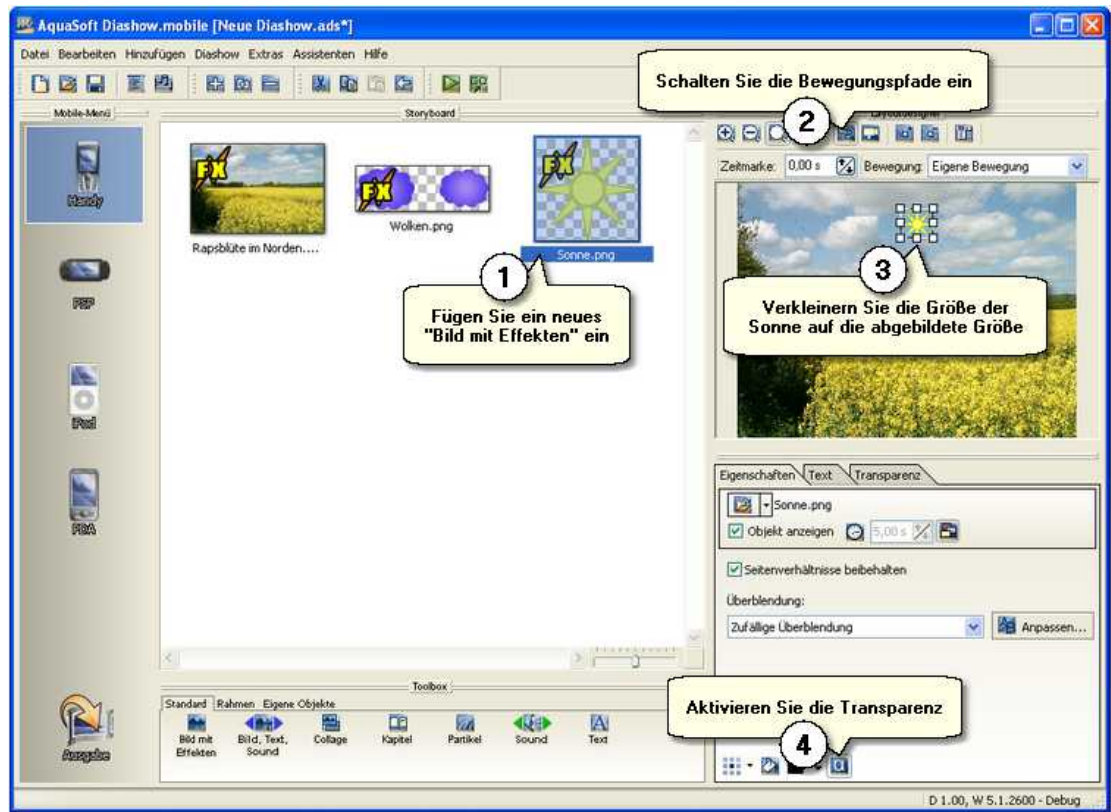 AquaSoft Diashow.mobile [Neue Diashow.ads*]
Datei Bearbeiten Hinzufügen Diashow Extras Assistenten Hilfe
Schalten Sie die Bewegungspfade ein
2
Mobile-Menü
Storyboard
Layoutdesigner
Zeitmarke: 0,00 s Bewegung: Eigene Bewegung
Handy
FX
Rapsblüte im Norden....
FX
Wolken.png
FX
Sonne.png
1
Fügen Sie ein neues
"Bild mit Effekten" ein
3
Verkleinern Sie die Größe der
Sonne auf die abgebildete Größe
PSP
iPod
PDA
Eigenschaften Text Transparenz
Sonne.png
Objekt anzeigen 5,00 s
Seitenverhältnisse beibehalten
Überblendung:
Zufällige Überblendung Anpassen...
Toolbox
Standard Rahmen Eigene Objekte
Bild mit
Effekten
Bild, Text,
Sound
Collage
Kapitel
Partikel
Sound
Text
Ausgabe
Aktivieren Sie die Transparenz
4
D 1.00, W 5.1.2600 - Debug